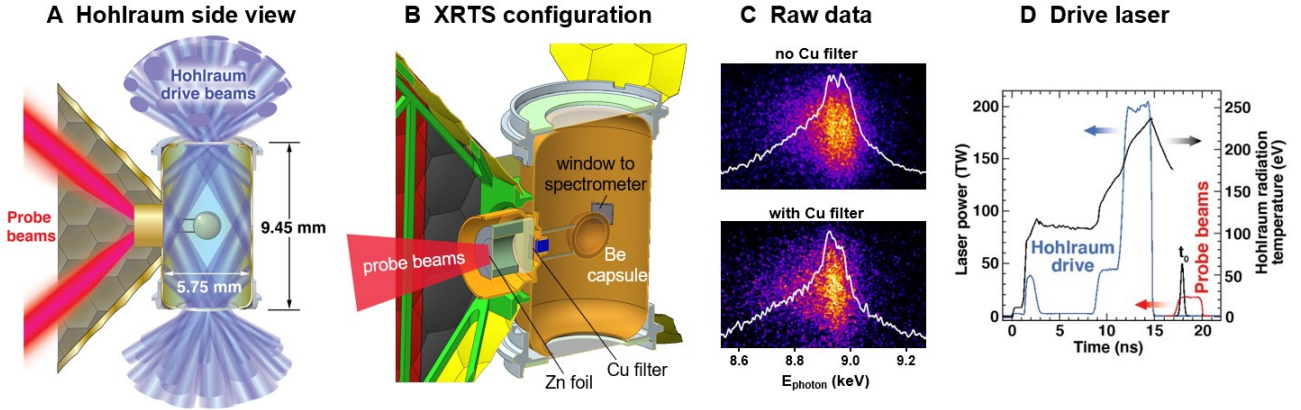 A Hohlraum side view
Hohlraum
drive beams
Probe
beams
9.45 mm
5.75 mm
B XRTS configuration
window to
spectrometer
probe beams
Be
capsule
Cu filter
Zn foil
C Raw data
no Cu filter
with Cu filter
8.6 8.8 9.0 9.2
Ephoton (keV)
D Drive laser
Laser power (TW)
200
150
100
50
0
Hohlraum
drive
t0
Probe beams
250
200
150
100
50
0
Hohlraum radiation
temperature (eV)
0 5 10 15 20
Time (ns)